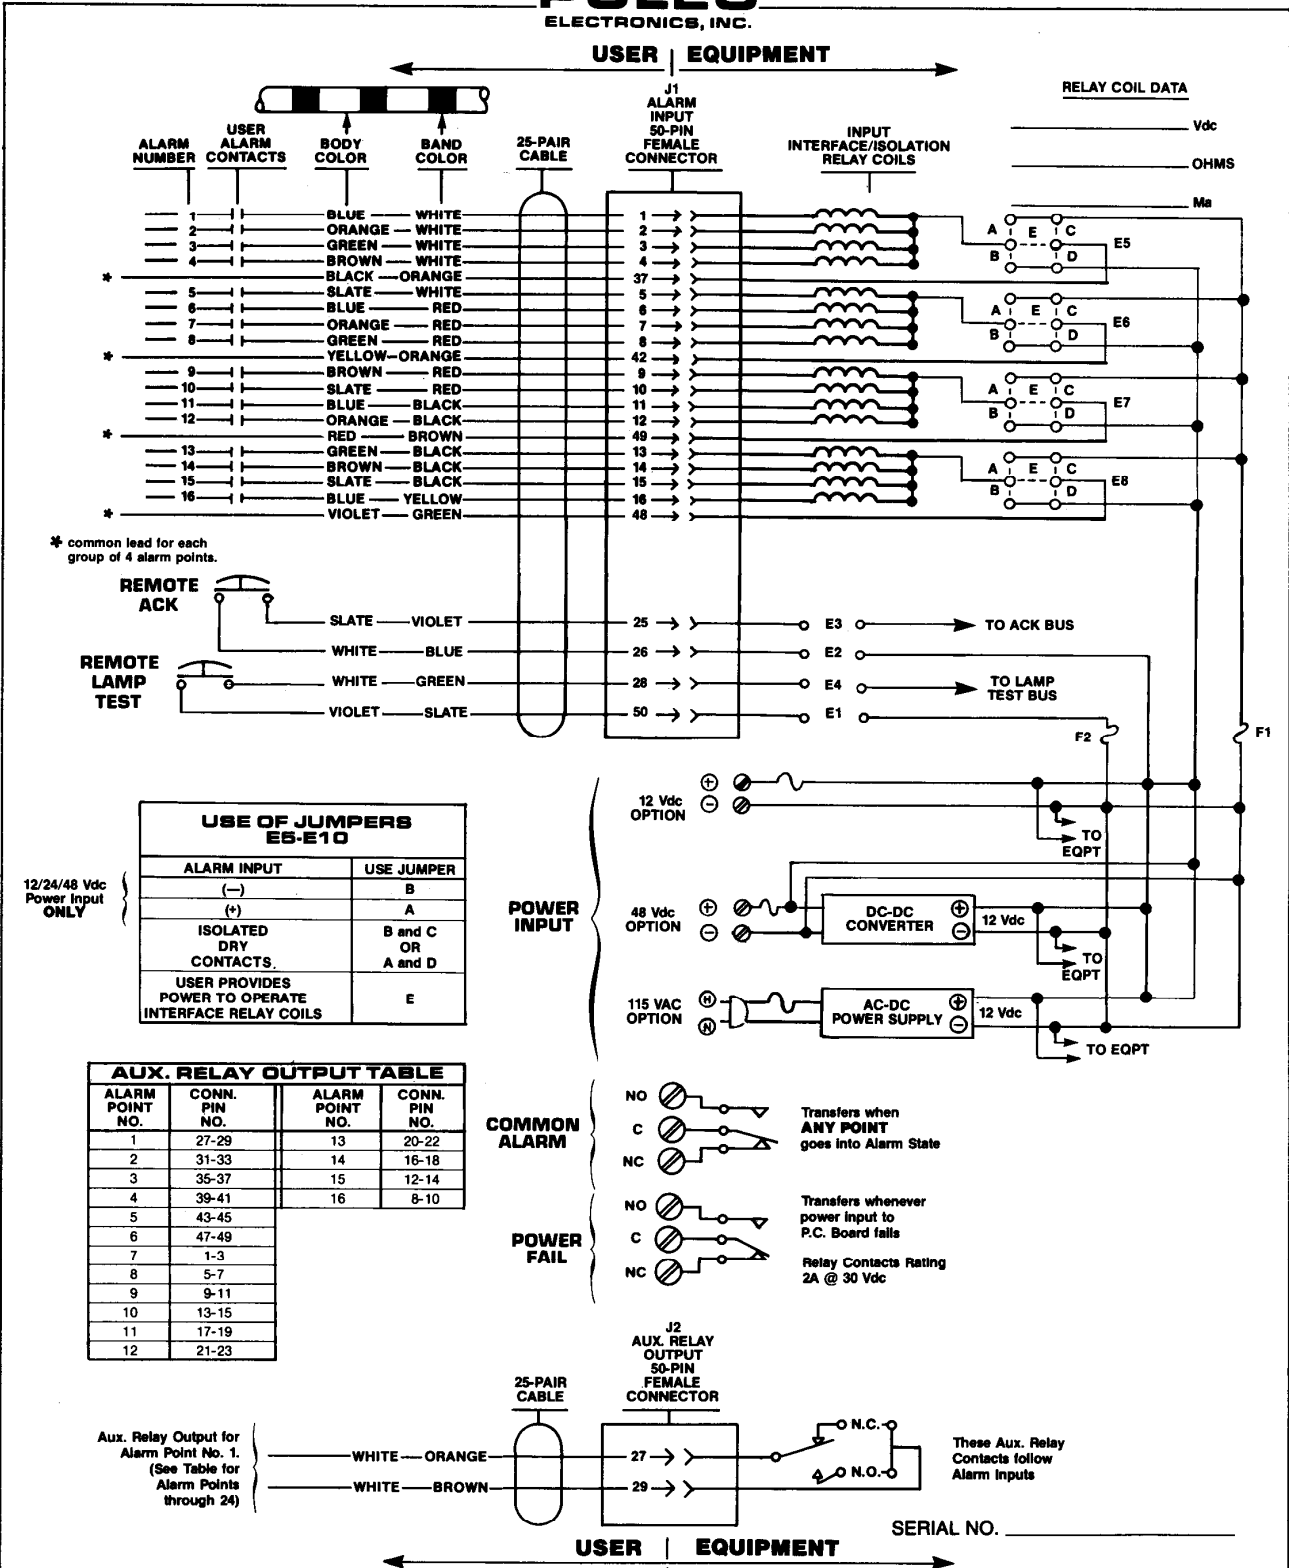 ELECTRONICS, INC.
USER | EQUIPMENT
RELAY COIL DATA
Vdc
OHMS
Ma
ALARM NUMBER
USER ALARM CONTACTS
BODY COLOR
BAND COLOR
25-PAIR CABLE
J1 ALARM INPUT 50-PIN FEMALE CONNECTOR
INPUT INTERFACE/ISOLATION RELAY COILS
1 BLUE WHITE 1
2 ORANGE WHITE 2
3 GREEN WHITE 3
4 BROWN WHITE 4
* BLACK ORANGE 37
5 SLATE WHITE 5
6 BLUE RED 6
7 ORANGE RED 7
8 GREEN RED 8
* YELLOW-ORANGE 42
9 BROWN RED 9
10 SLATE RED 10
11 BLUE BLACK 11
12 ORANGE BLACK 12
* RED BROWN 49
13 GREEN BLACK 13
14 BROWN BLACK 14
15 SLATE BLACK 15
16 BLUE YELLOW 16
* VIOLET GREEN 48
A E C
B D
E5
A E C
B D
E6
A E C
B D
E7
A E C
B D
E8
* common lead for each
group of 4 alarm points.
REMOTE
ACK
SLATE VIOLET 25 E3 TO ACK BUS
WHITE BLUE 26 E2
REMOTE
LAMP
TEST
WHITE GREEN 28 E4 TO LAMP
TEST BUS
VIOLET SLATE 50 E1
F2
F1
USE OF JUMPERS
E5-E10
ALARM INPUT USE JUMPER
(—) B
(+) A
ISOLATED
DRY
CONTACTS.
B and C
OR
A and D
USER PROVIDES
POWER TO OPERATE
INTERFACE RELAY COILS
E
12/24/48 Vdc
Power Input
ONLY
POWER
INPUT
12 Vdc
OPTION
+
−
TO
EQPT
48 Vdc
OPTION
+
−
DC-DC
CONVERTER
+
−
12 Vdc
TO
EQPT
115 VAC
OPTION
H
N
AC-DC
POWER SUPPLY
+
−
12 Vdc
TO EQPT
AUX. RELAY OUTPUT TABLE
ALARM POINT NO. CONN. PIN NO. ALARM POINT NO. CONN. PIN NO.
1 27-29 13 20-22
2 31-33 14 16-18
3 35-37 15 12-14
4 39-41 16 8-10
5 43-45
6 47-49
7 1-3
8 5-7
9 9-11
10 13-15
11 17-19
12 21-23
COMMON
ALARM
NO
C
NC
Transfers when
ANY POINT
goes into Alarm State
POWER
FAIL
NO
C
NC
Transfers whenever
power input to
P.C. Board fails
Relay Contacts Rating
2A @ 30 Vdc
25-PAIR
CABLE
J2
AUX. RELAY
OUTPUT
50-PIN
FEMALE
CONNECTOR
Aux. Relay Output for
Alarm Point No. 1.
(See Table for
Alarm Points
through 24)
WHITE ORANGE 27
WHITE BROWN 29
N.C.
N.O.
These Aux. Relay
Contacts follow
Alarm Inputs
SERIAL NO.
USER | EQUIPMENT